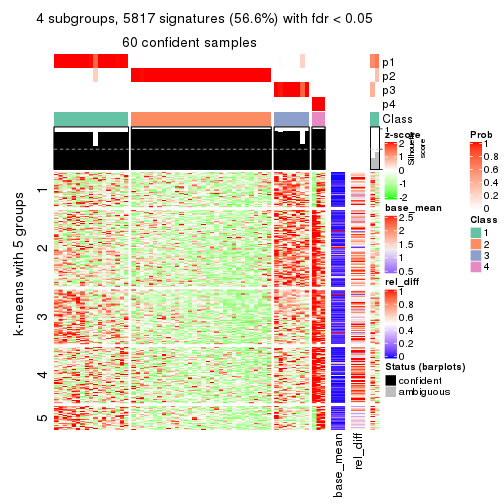 4 subgroups, 5817 signatures (56.6%) with fdr < 0.05
60 confident samples
p1
p2
p3
p4
Class
k-means with 5 groups
1
2
3
4
5
base_mean
rel_diff
z-score
2
1
0
-1
-2
Silhouette
score
1
0
base_mean
2.5
1.5
0.5
rel_diff
1
0.8
0.6
0.4
0.2
0
Status (barplots)
confident
ambiguous
Prob
1
0.8
0.6
0.4
0.2
0
Class
1
2
3
4